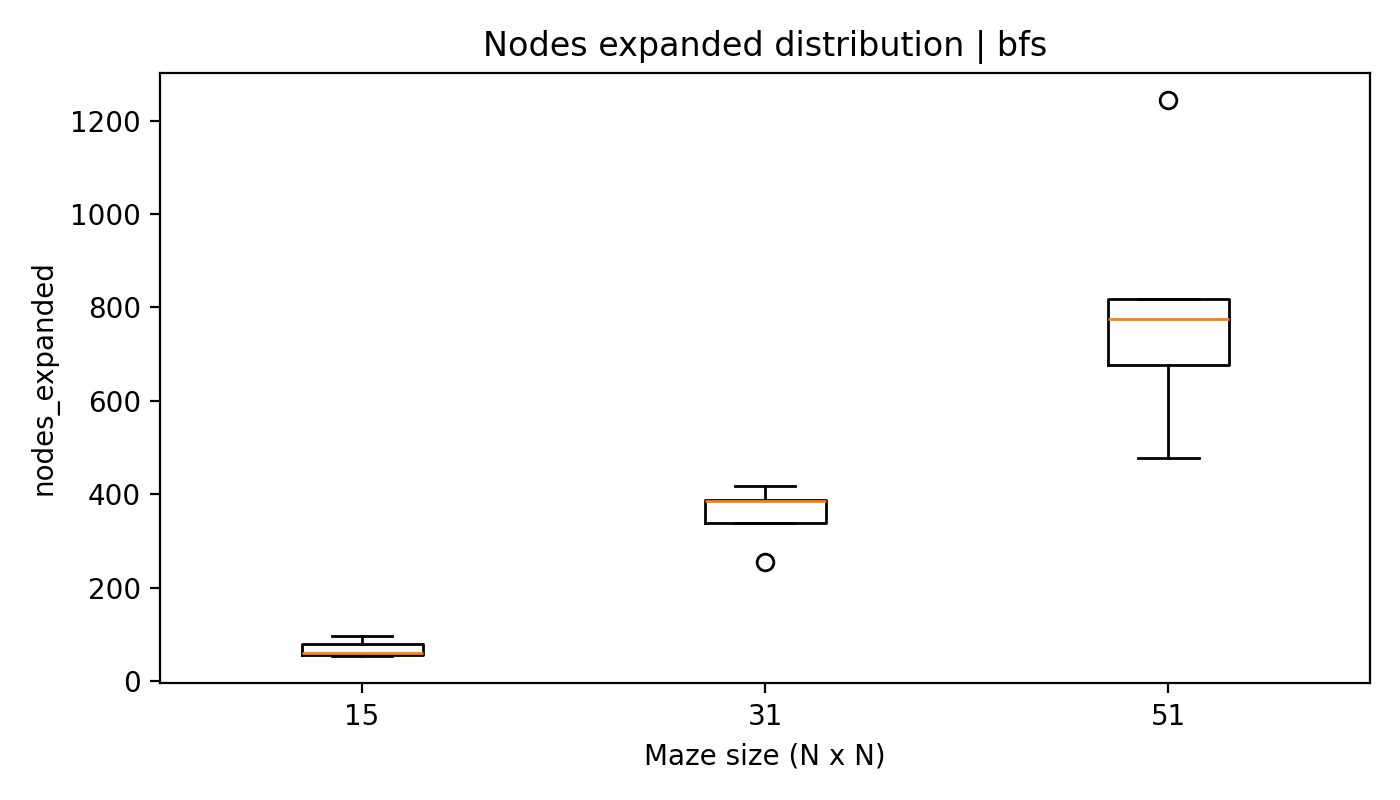 Nodes expanded distribution | bfs
1200
1000
800
600
400
200
0
nodes_expanded
15 31 51
Maze size (N x N)